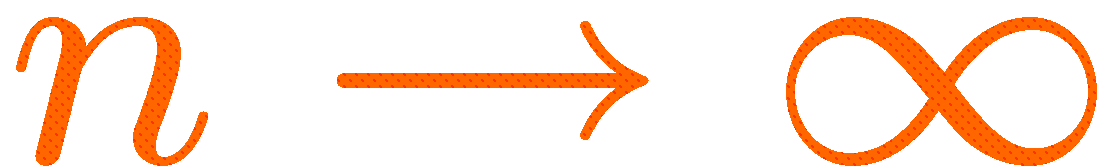 n → ∞